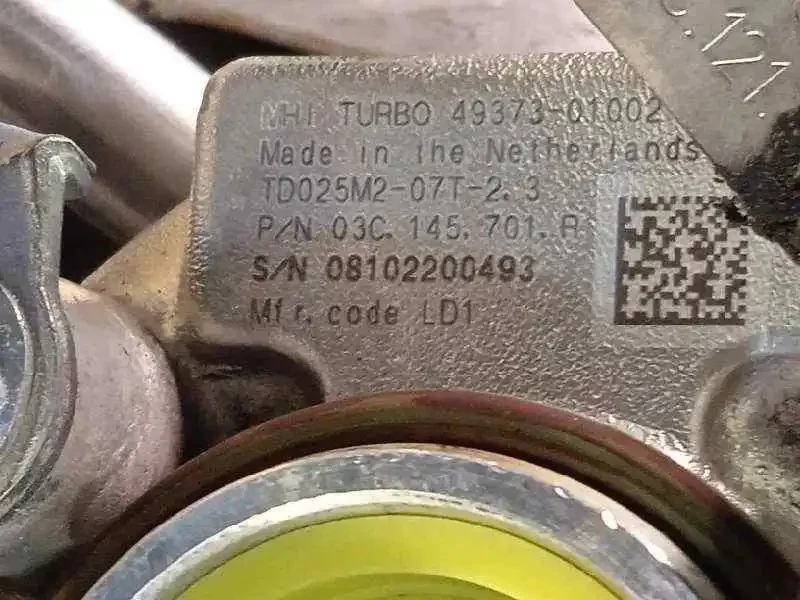 MHI TURBO 49373-01002
Made in the Netherlands
TD025M2-07T-2.3
P/N 03C.145.701.R
S/N 08102200493
Mfr. code LD1
.121.